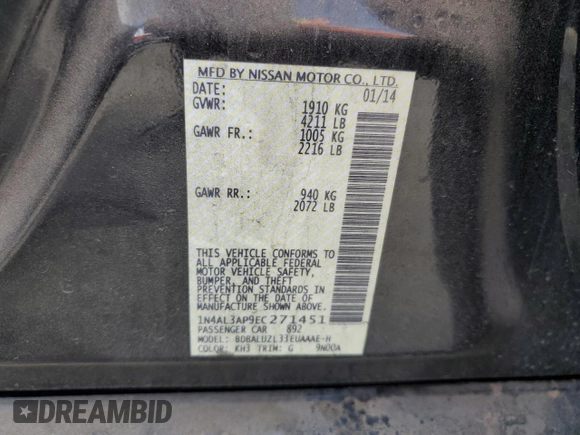 MFD BY NISSAN MOTOR CO., LTD.
DATE: 01/14
GVWR: 1910 KG
4211 LB
GAWR FR.: 1005 KG
2216 LB
GAWR RR.: 940 KG
2072 LB
THIS VEHICLE CONFORMS TO
ALL APPLICABLE FEDERAL
MOTOR VEHICLE SAFETY,
BUMPER, AND THEFT
PREVENTION STANDARDS IN
EFFECT ON THE DATE OF
MANUFACTURE SHOWN ABOVE.
1N4AL3AP9EC271451
PASSENGER CAR 892
MODEL: BDBALUZL33EUAAAE-H
COLOR: KH3 TRIM: G 9N00A
DREAMBID